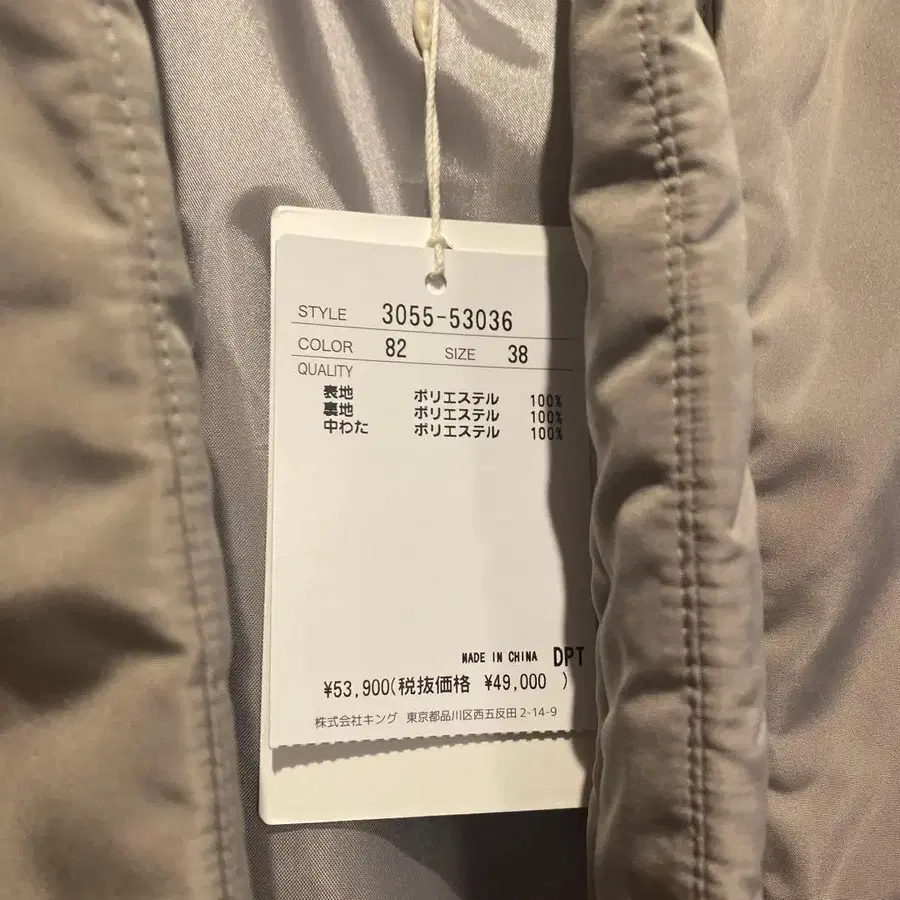 STYLE 3055-53036
COLOR 82 SIZE 38
QUALITY
表地 ポリエステル 100%
裏地 ポリエステル 100%
中わた ポリエステル 100%
MADE IN CHINA DPT
¥53,900(税抜価格 ¥49,000 )
株式会社キング 東京都品川区西五反田2-14-9